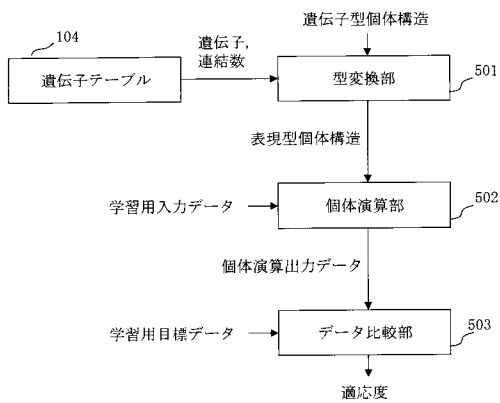 遺伝子型個体構造
104
遺伝子,
連結数
遺伝子テーブル
型変換部
501
表現型個体構造
学習用入力データ
個体演算部
502
個体演算出力データ
学習用目標データ
データ比較部
503
適応度